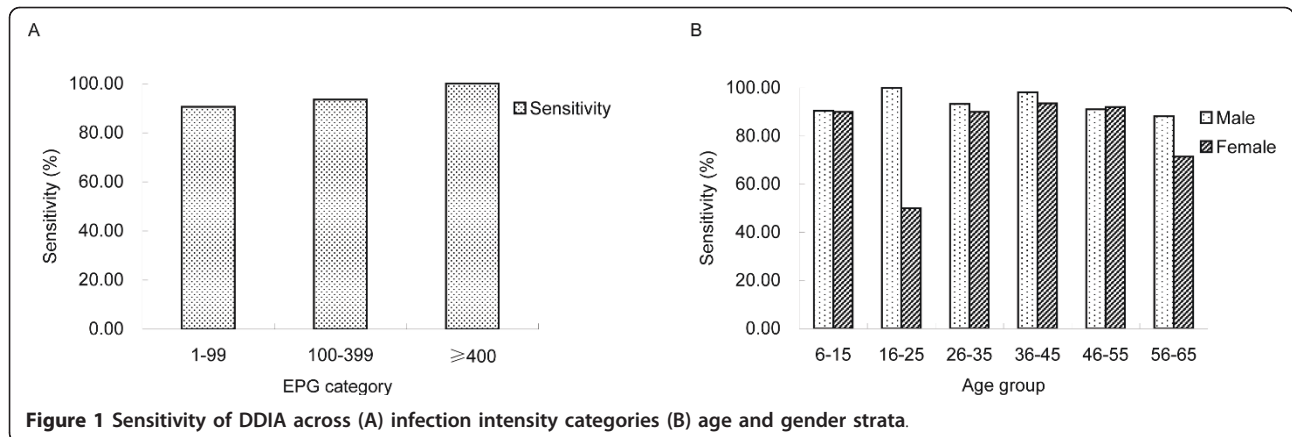 A
100.00
80.00
60.00
40.00
20.00
0.00
Sensitivity (%)
1-99 100-399 ≥400
EPG category
Sensitivity
B
100.00
80.00
60.00
40.00
20.00
0.00
Sensitivity (%)
6-15 16-25 26-35 36-45 46-55 56-65
Age group
Male
Female
Figure 1 Sensitivity of DDIA across (A) infection intensity categories (B) age and gender strata.